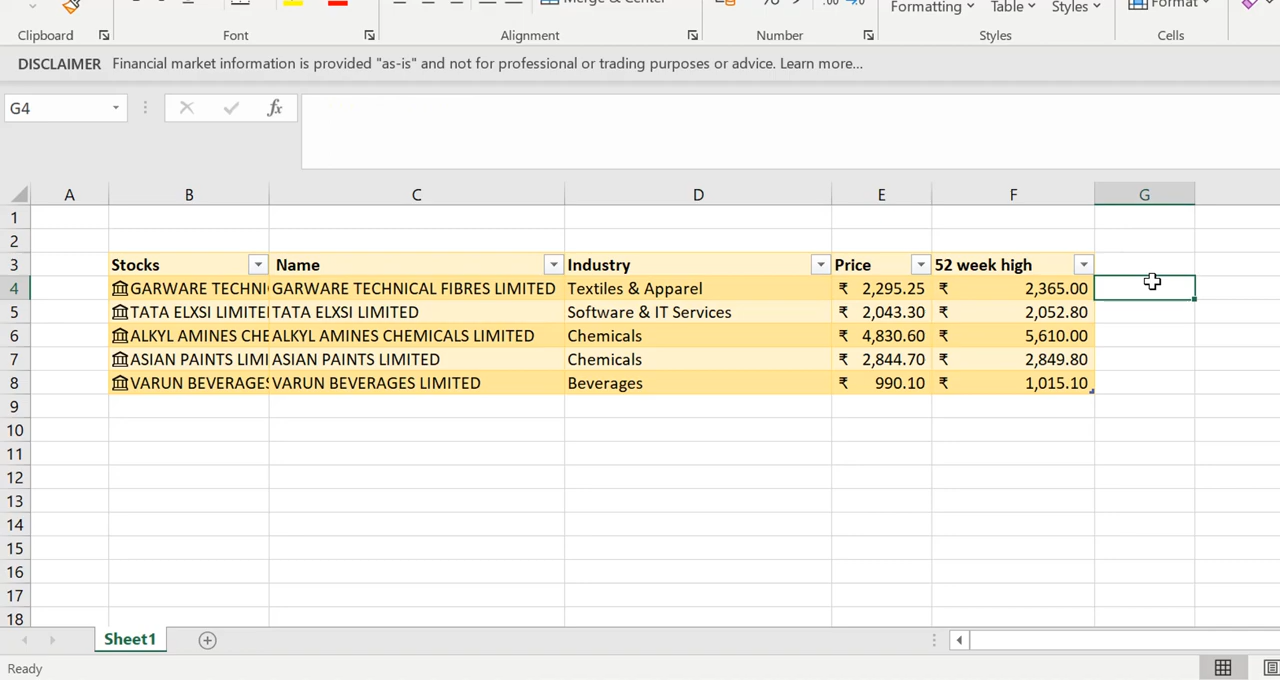 Merge & Center
Formatting Table Styles Format
Clipboard Font Alignment Number Styles Cells
DISCLAIMER Financial market information is provided "as-is" and not for professional or trading purposes or advice. Learn more...
G4 fx
A B C D E F G
1
2
3 Stocks Name Industry Price 52 week high
4 GARWARE TECHNI GARWARE TECHNICAL FIBRES LIMITED Textiles & Apparel ₹ 2,295.25 ₹ 2,365.00
5 TATA ELXSI LIMITE TATA ELXSI LIMITED Software & IT Services ₹ 2,043.30 ₹ 2,052.80
6 ALKYL AMINES CHE ALKYL AMINES CHEMICALS LIMITED Chemicals ₹ 4,830.60 ₹ 5,610.00
7 ASIAN PAINTS LIMI ASIAN PAINTS LIMITED Chemicals ₹ 2,844.70 ₹ 2,849.80
8 VARUN BEVERAGES VARUN BEVERAGES LIMITED Beverages ₹ 990.10 ₹ 1,015.10
9
10
11
12
13
14
15
16
17
18
Sheet1
Ready